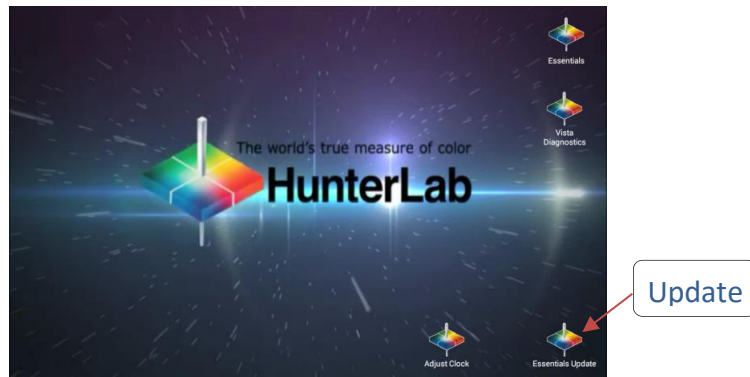 Essentials
Vista
Diagnostics
The world's true measure of color
HunterLab
Update
Adjust Clock
Essentials Update